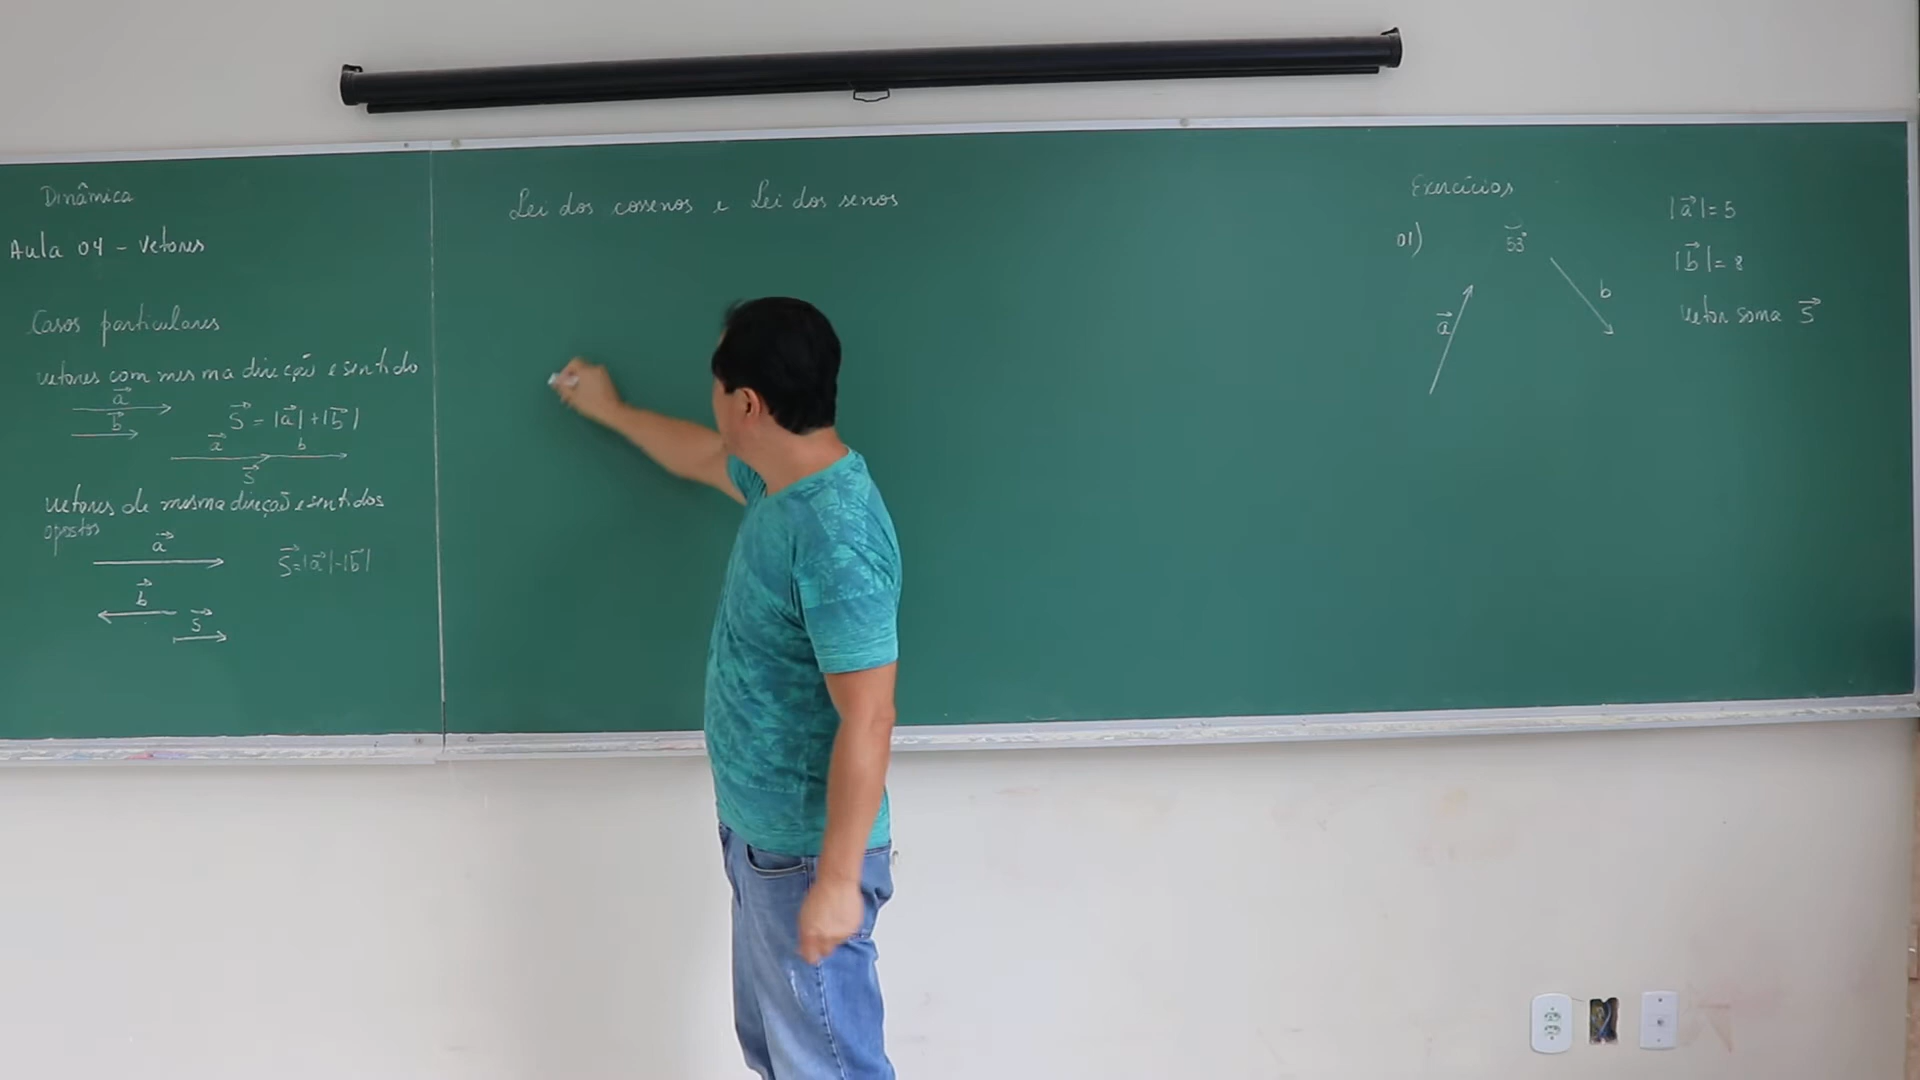 Dinâmica
Aula 04 - Vetores
Casos particulares
vetores com mesma direção e sentido
a⃗
b⃗
S⃗ = |a⃗| + |b⃗|
a⃗ b
S⃗
vetores de mesma direção e sentidos
opostos
a⃗
S⃗ = |a⃗| - |b⃗|
b⃗
S⃗
Lei dos cossenos e Lei dos senos
Exercícios
01)
53°
a⃗
b
|a⃗| = 5
|b⃗| = 8
vetor soma S⃗